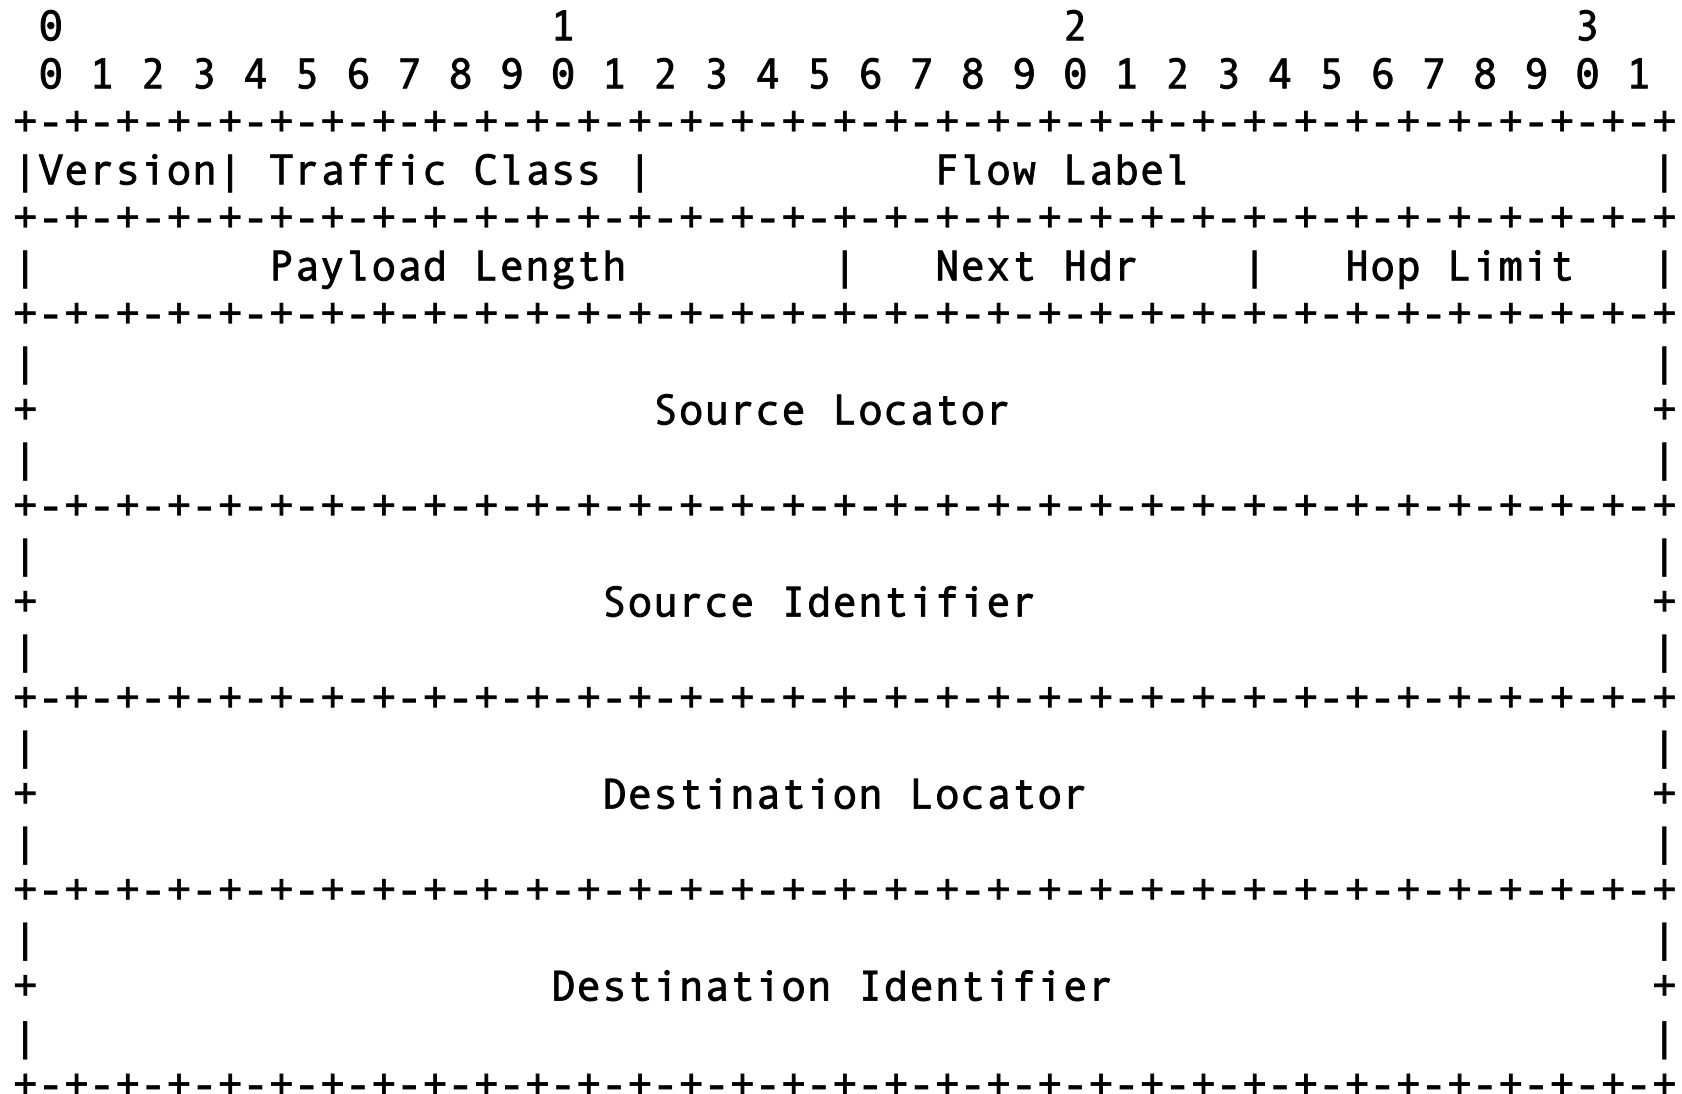 0                   1                   2                   3
 0 1 2 3 4 5 6 7 8 9 0 1 2 3 4 5 6 7 8 9 0 1 2 3 4 5 6 7 8 9 0 1
+-+-+-+-+-+-+-+-+-+-+-+-+-+-+-+-+-+-+-+-+-+-+-+-+-+-+-+-+-+-+-+-+
|Version| Traffic Class |           Flow Label                  |
+-+-+-+-+-+-+-+-+-+-+-+-+-+-+-+-+-+-+-+-+-+-+-+-+-+-+-+-+-+-+-+-+
|         Payload Length        |   Next Hdr    |   Hop Limit   |
+-+-+-+-+-+-+-+-+-+-+-+-+-+-+-+-+-+-+-+-+-+-+-+-+-+-+-+-+-+-+-+-+
|                                                               |
+                        Source Locator                         +
|                                                               |
+-+-+-+-+-+-+-+-+-+-+-+-+-+-+-+-+-+-+-+-+-+-+-+-+-+-+-+-+-+-+-+-+
|                                                               |
+                      Source Identifier                        +
|                                                               |
+-+-+-+-+-+-+-+-+-+-+-+-+-+-+-+-+-+-+-+-+-+-+-+-+-+-+-+-+-+-+-+-+
|                                                               |
+                      Destination Locator                      +
|                                                               |
+-+-+-+-+-+-+-+-+-+-+-+-+-+-+-+-+-+-+-+-+-+-+-+-+-+-+-+-+-+-+-+-+
|                                                               |
+                    Destination Identifier                     +
|                                                               |
+-+-+-+-+-+-+-+-+-+-+-+-+-+-+-+-+-+-+-+-+-+-+-+-+-+-+-+-+-+-+-+-+